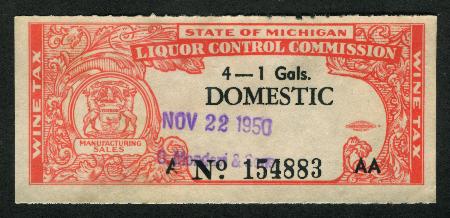 STATE OF MICHIGAN
LIQUOR CONTROL COMMISSION
WINE TAX
WINE TAX
4 — 1 Gals.
DOMESTIC
NOV 22 1950
MANUFACTURING
SALES
A No. 154883 AA